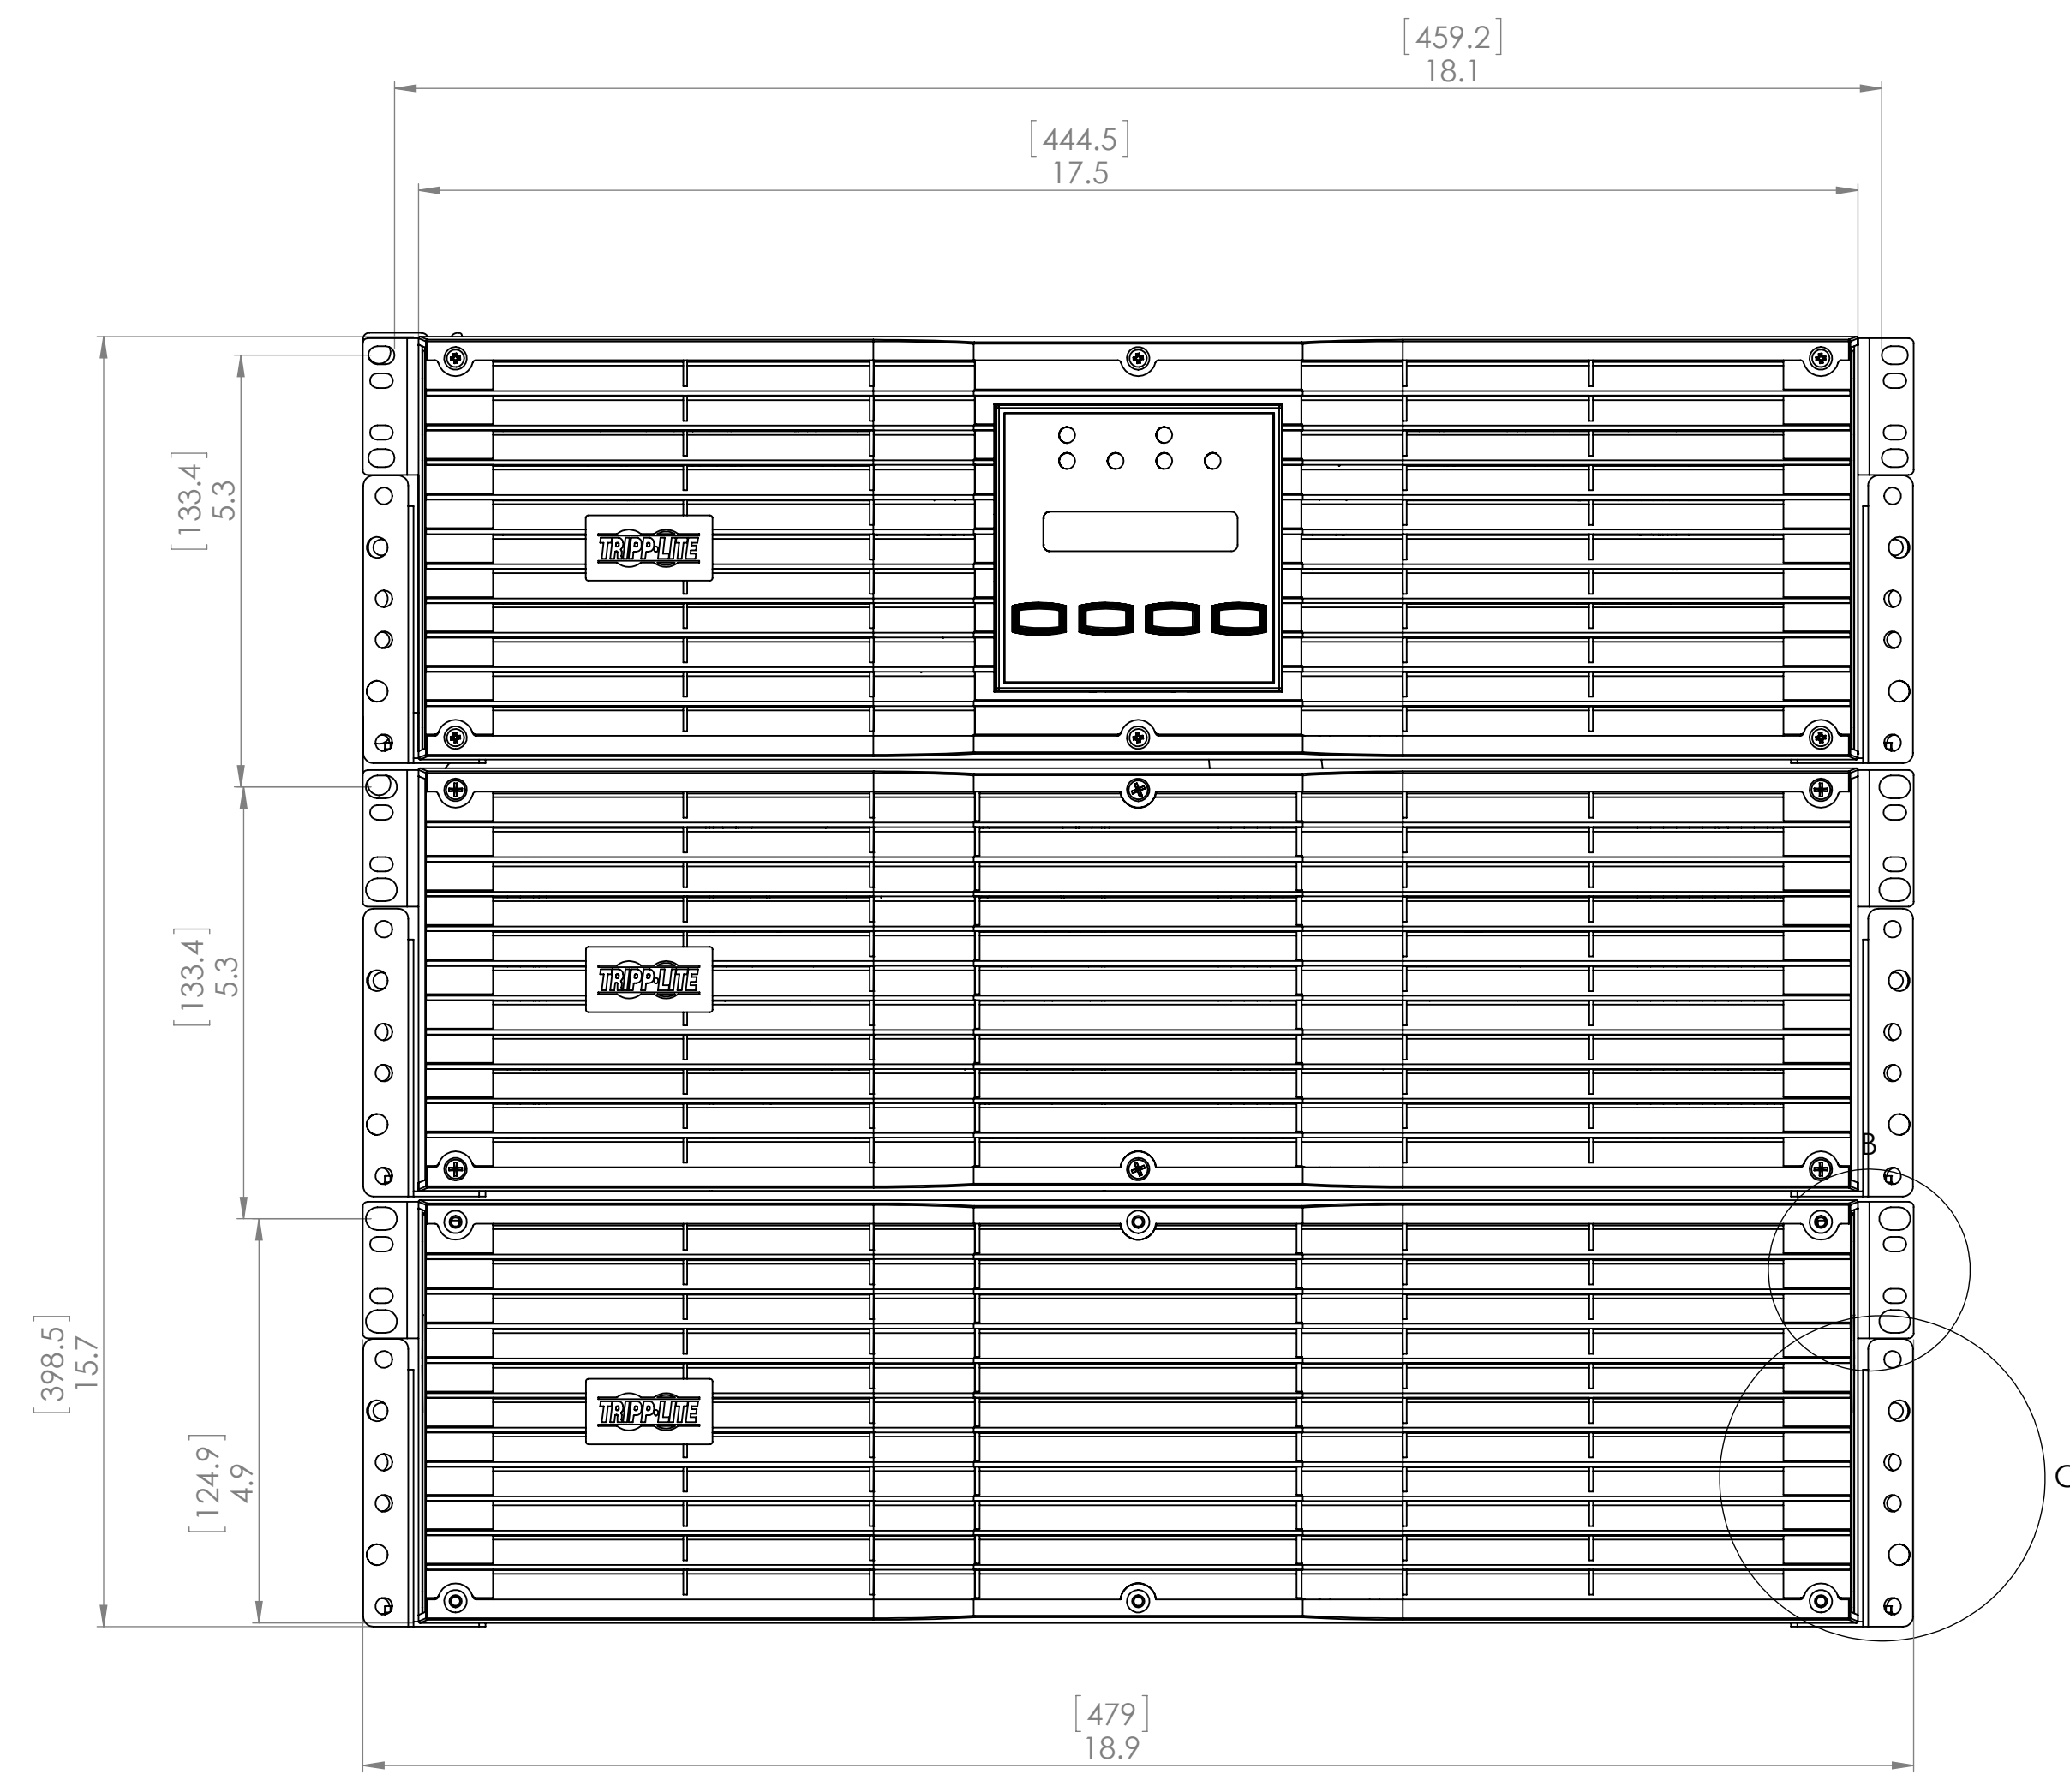 [459.2]
18.1
[444.5]
17.5
[133.4]
5.3
TRIPP·LITE
[133.4]
5.3
TRIPP·LITE
B
[398.5]
15.7
TRIPP·LITE
[124.9]
4.9
C
[479]
18.9